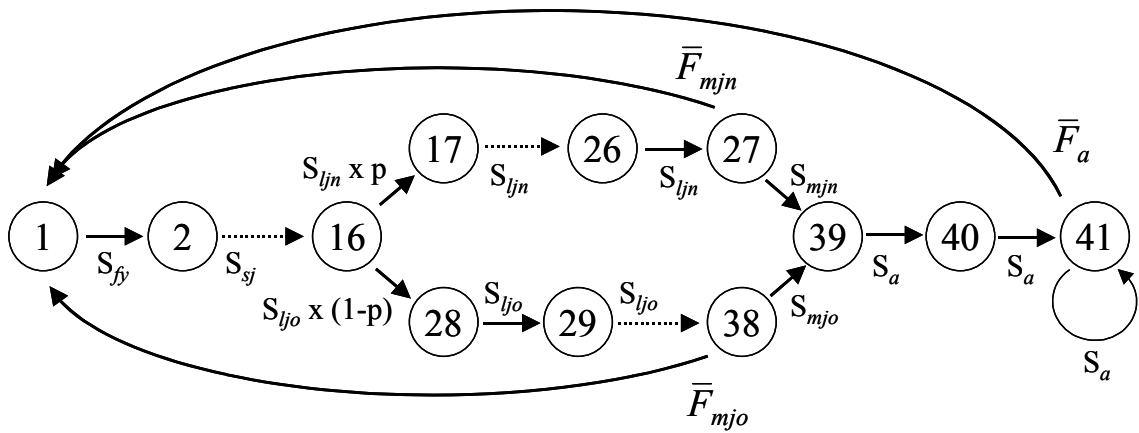 F̅mjn
F̅a
17
26
27
Sljn x p
Sljn
Sljn
Smjn
1
2
16
39
40
41
Sfy
Ssj
Sa
Sa
Sljo x (1-p)
Sljo
Sljo
Smjo
28
29
38
Sa
F̅mjo